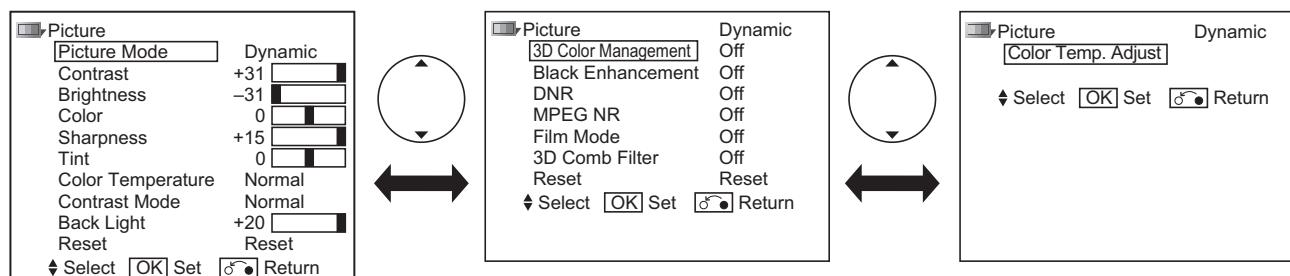 Picture
Picture Mode Dynamic
Contrast +31
Brightness –31
Color 0
Sharpness +15
Tint 0
Color Temperature Normal
Contrast Mode Normal
Back Light +20
Reset Reset
Select OK Set Return
Picture Dynamic
3D Color Management Off
Black Enhancement Off
DNR Off
MPEG NR Off
Film Mode Off
3D Comb Filter Off
Reset Reset
Select OK Set Return
Picture Dynamic
Color Temp. Adjust
Select OK Set Return